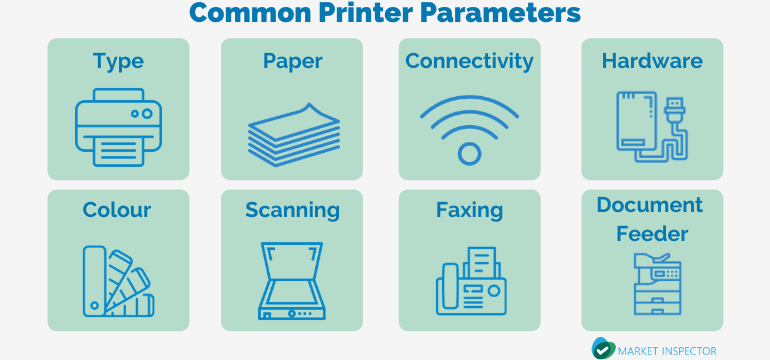 Common Printer Parameters
Type
Paper
Connectivity
Hardware
Colour
Scanning
Faxing
Document
Feeder
MARKET INSPECTOR